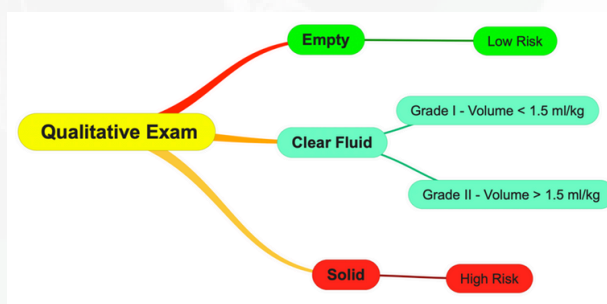 Qualitative Exam
Empty
Low Risk
Clear Fluid
Grade I - Volume < 1.5 ml/kg
Grade II - Volume > 1.5 ml/kg
Solid
High Risk